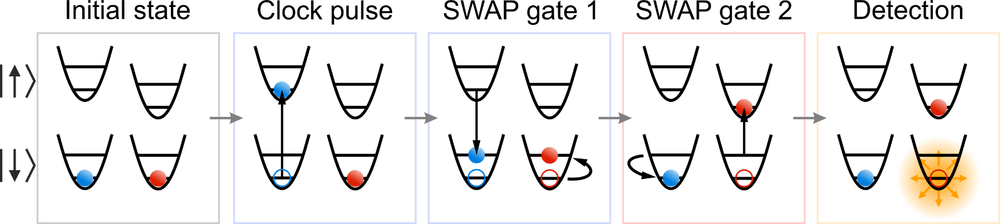 Initial state
Clock pulse
SWAP gate 1
SWAP gate 2
Detection
|↑⟩
|↓⟩